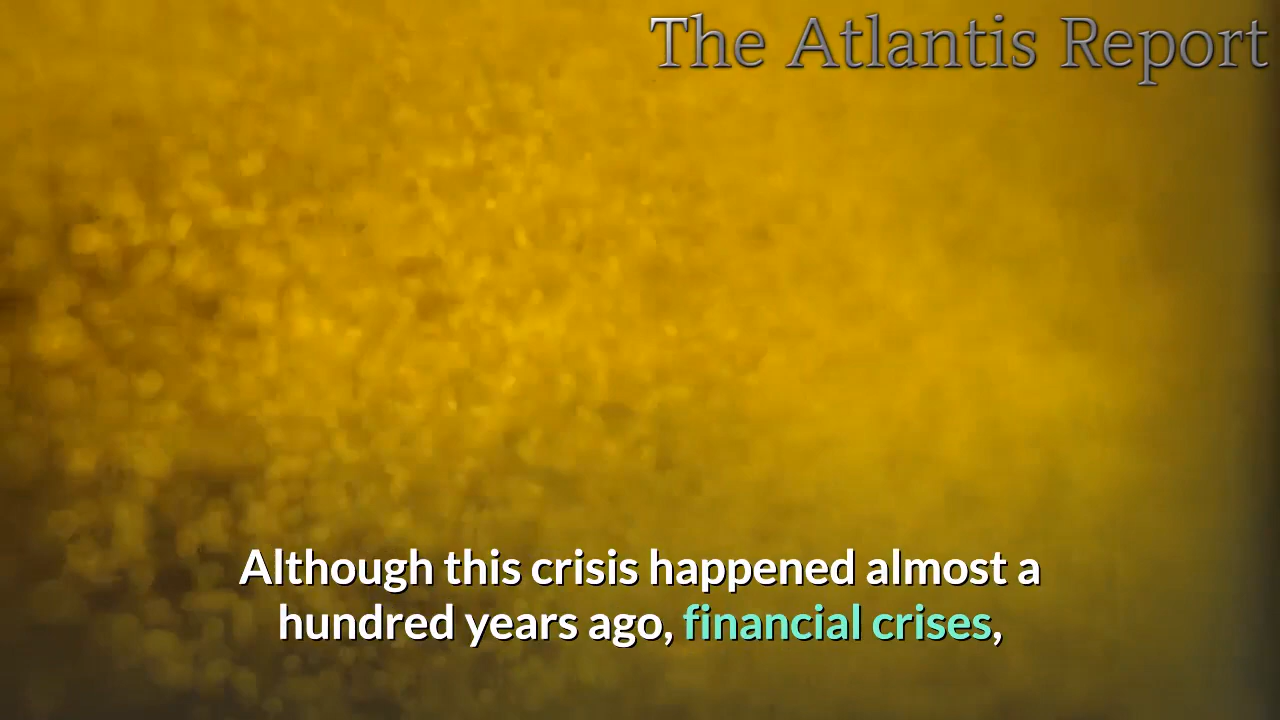 The Atlantis Report
Although this crisis happened almost a
hundred years ago, financial crises,